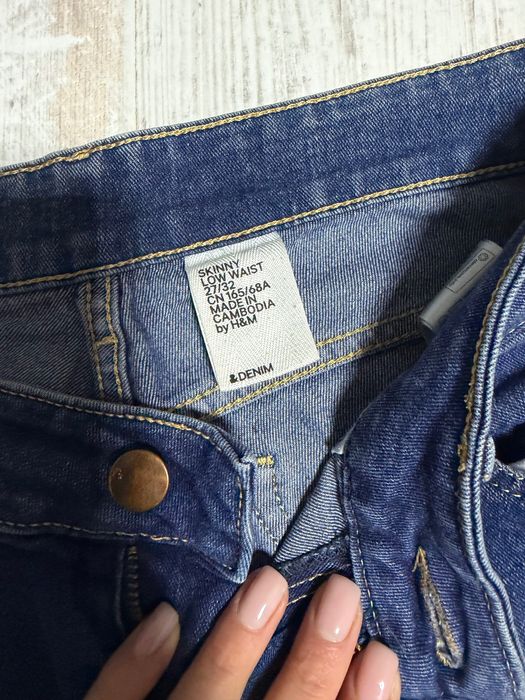 SKINNY
LOW WAIST
27/32
CN 165/68A
MADE IN
CAMBODIA
by H&M
&DENIM